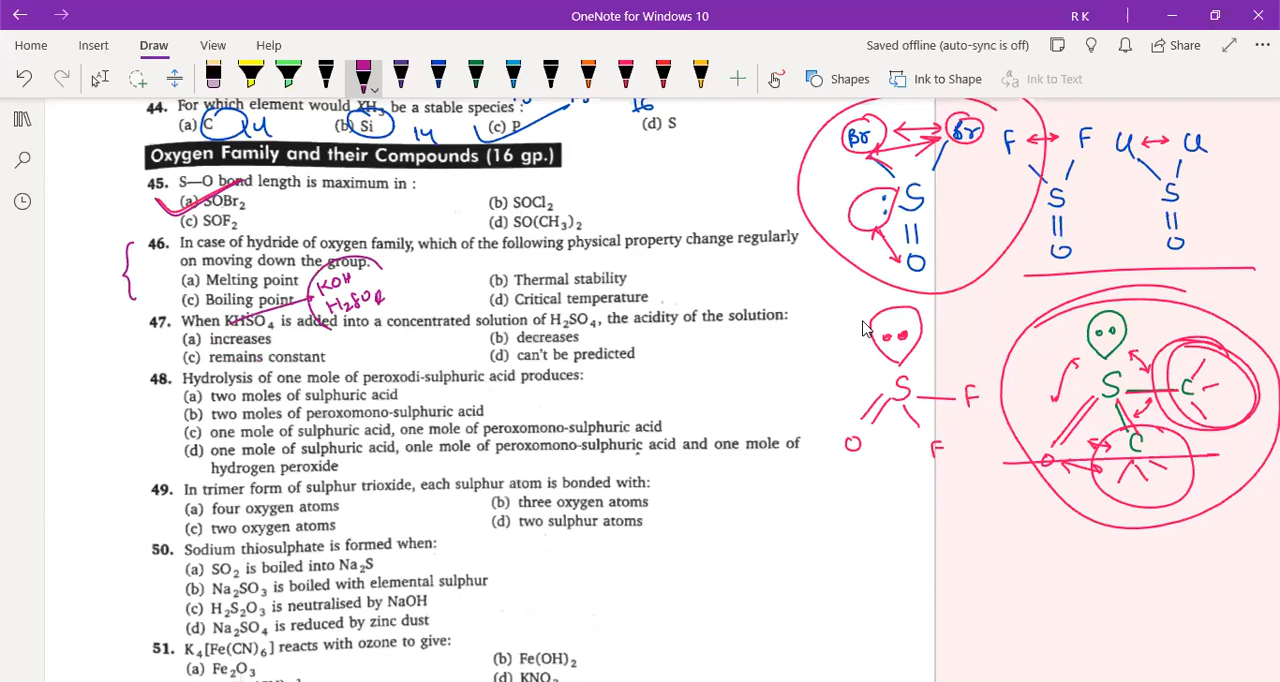 OneNote for Windows 10
R K
Home Insert Draw View Help
Saved offline (auto-sync is off)
Share
Shapes
Ink to Shape
Ink to Text
44. For which element would XH3 be a stable species :
16
(a) C
14
(b) Si
14
(c) P
(d) S
Oxygen Family and their Compounds (16 gp.)
45. S—O bond length is maximum in :
(a) SOBr2
(b) SOCl2
(c) SOF2
(d) SO(CH3)2
46. In case of hydride of oxygen family, which of the following physical property change regularly
on moving down the group.
(a) Melting point
(b) Thermal stability
(c) Boiling point
(d) Critical temperature
KOH
H2SO4
47. When KHSO4 is added into a concentrated solution of H2SO4, the acidity of the solution:
(a) increases
(b) decreases
(c) remains constant
(d) can't be predicted
48. Hydrolysis of one mole of peroxodi-sulphuric acid produces:
(a) two moles of sulphuric acid
(b) two moles of peroxomono-sulphuric acid
(c) one mole of sulphuric acid, one mole of peroxomono-sulphuric acid
(d) one mole of sulphuric acid, onle mole of peroxomono-sulphuric acid and one mole of
hydrogen peroxide
49. In trimer form of sulphur trioxide, each sulphur atom is bonded with:
(a) four oxygen atoms
(b) three oxygen atoms
(c) two oxygen atoms
(d) two sulphur atoms
50. Sodium thiosulphate is formed when:
(a) SO2 is boiled into Na2S
(b) Na2SO3 is boiled with elemental sulphur
(c) H2S2O3 is neutralised by NaOH
(d) Na2SO4 is reduced by zinc dust
51. K4[Fe(CN)6] reacts with ozone to give:
(a) Fe2O3
(b) Fe(OH)2
(d) KNO2
Br Br F F Cl Cl
S S S
O O O
S F
O F
S C
O C